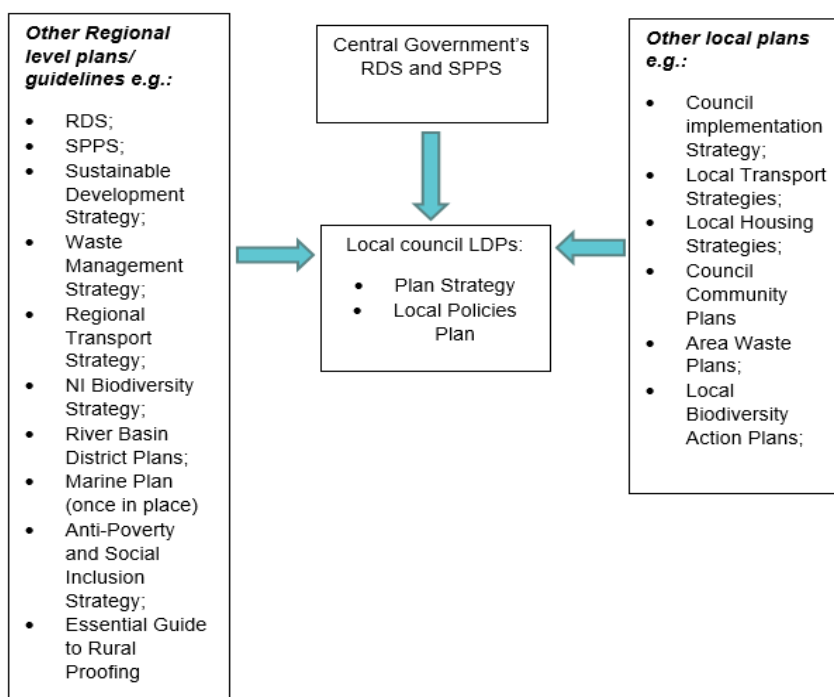 Other Regional
level plans/
guidelines e.g.:
• RDS;
• SPPS;
• Sustainable
Development
Strategy;
• Waste
Management
Strategy;
• Regional
Transport
Strategy;
• NI Biodiversity
Strategy;
• River Basin
District Plans;
• Marine Plan
(once in place)
• Anti-Poverty
and Social
Inclusion
Strategy;
• Essential Guide
to Rural
Proofing
Central Government’s
RDS and SPPS
Local council LDPs:
• Plan Strategy
• Local Policies
Plan
Other local plans
e.g.:
• Council
implementation
Strategy;
• Local Transport
Strategies;
• Local Housing
Strategies;
• Council
Community
Plans
• Area Waste
Plans;
• Local
Biodiversity
Action Plans;